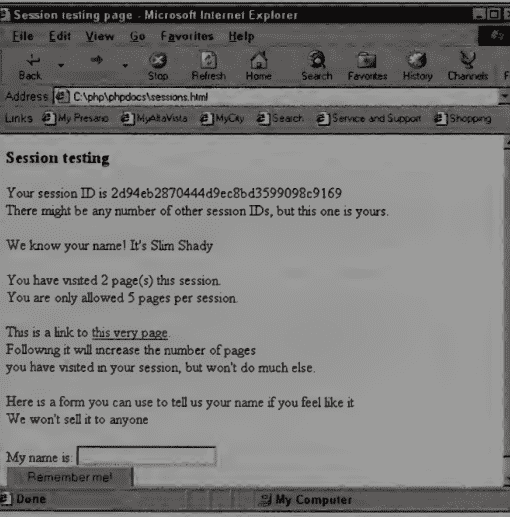 Session testing page - Microsoft Internet Explorer
File Edit View Go Favorites Help
Back Stop Refresh Home Search Favorites History Channels F
Address C:\php\phpdocs\sessions.html
Links My Presario MyAltaVista MyCity Search Service and Support Shopping
Session testing
Your session ID is 2d94eb2870444d9ec8bd3599098c9169
There might be any number of other session IDs, but this one is yours.
We know your name! It's Slim Shady
You have visited 2 page(s) this session.
You are only allowed 5 pages per session.
This is a link to this very page.
Following it will increase the number of pages
you have visited in your session, but won't do much else.
Here is a form you can use to tell us your name if you feel like it
We won't sell it to anyone
My name is:
Remember me!
Done My Computer